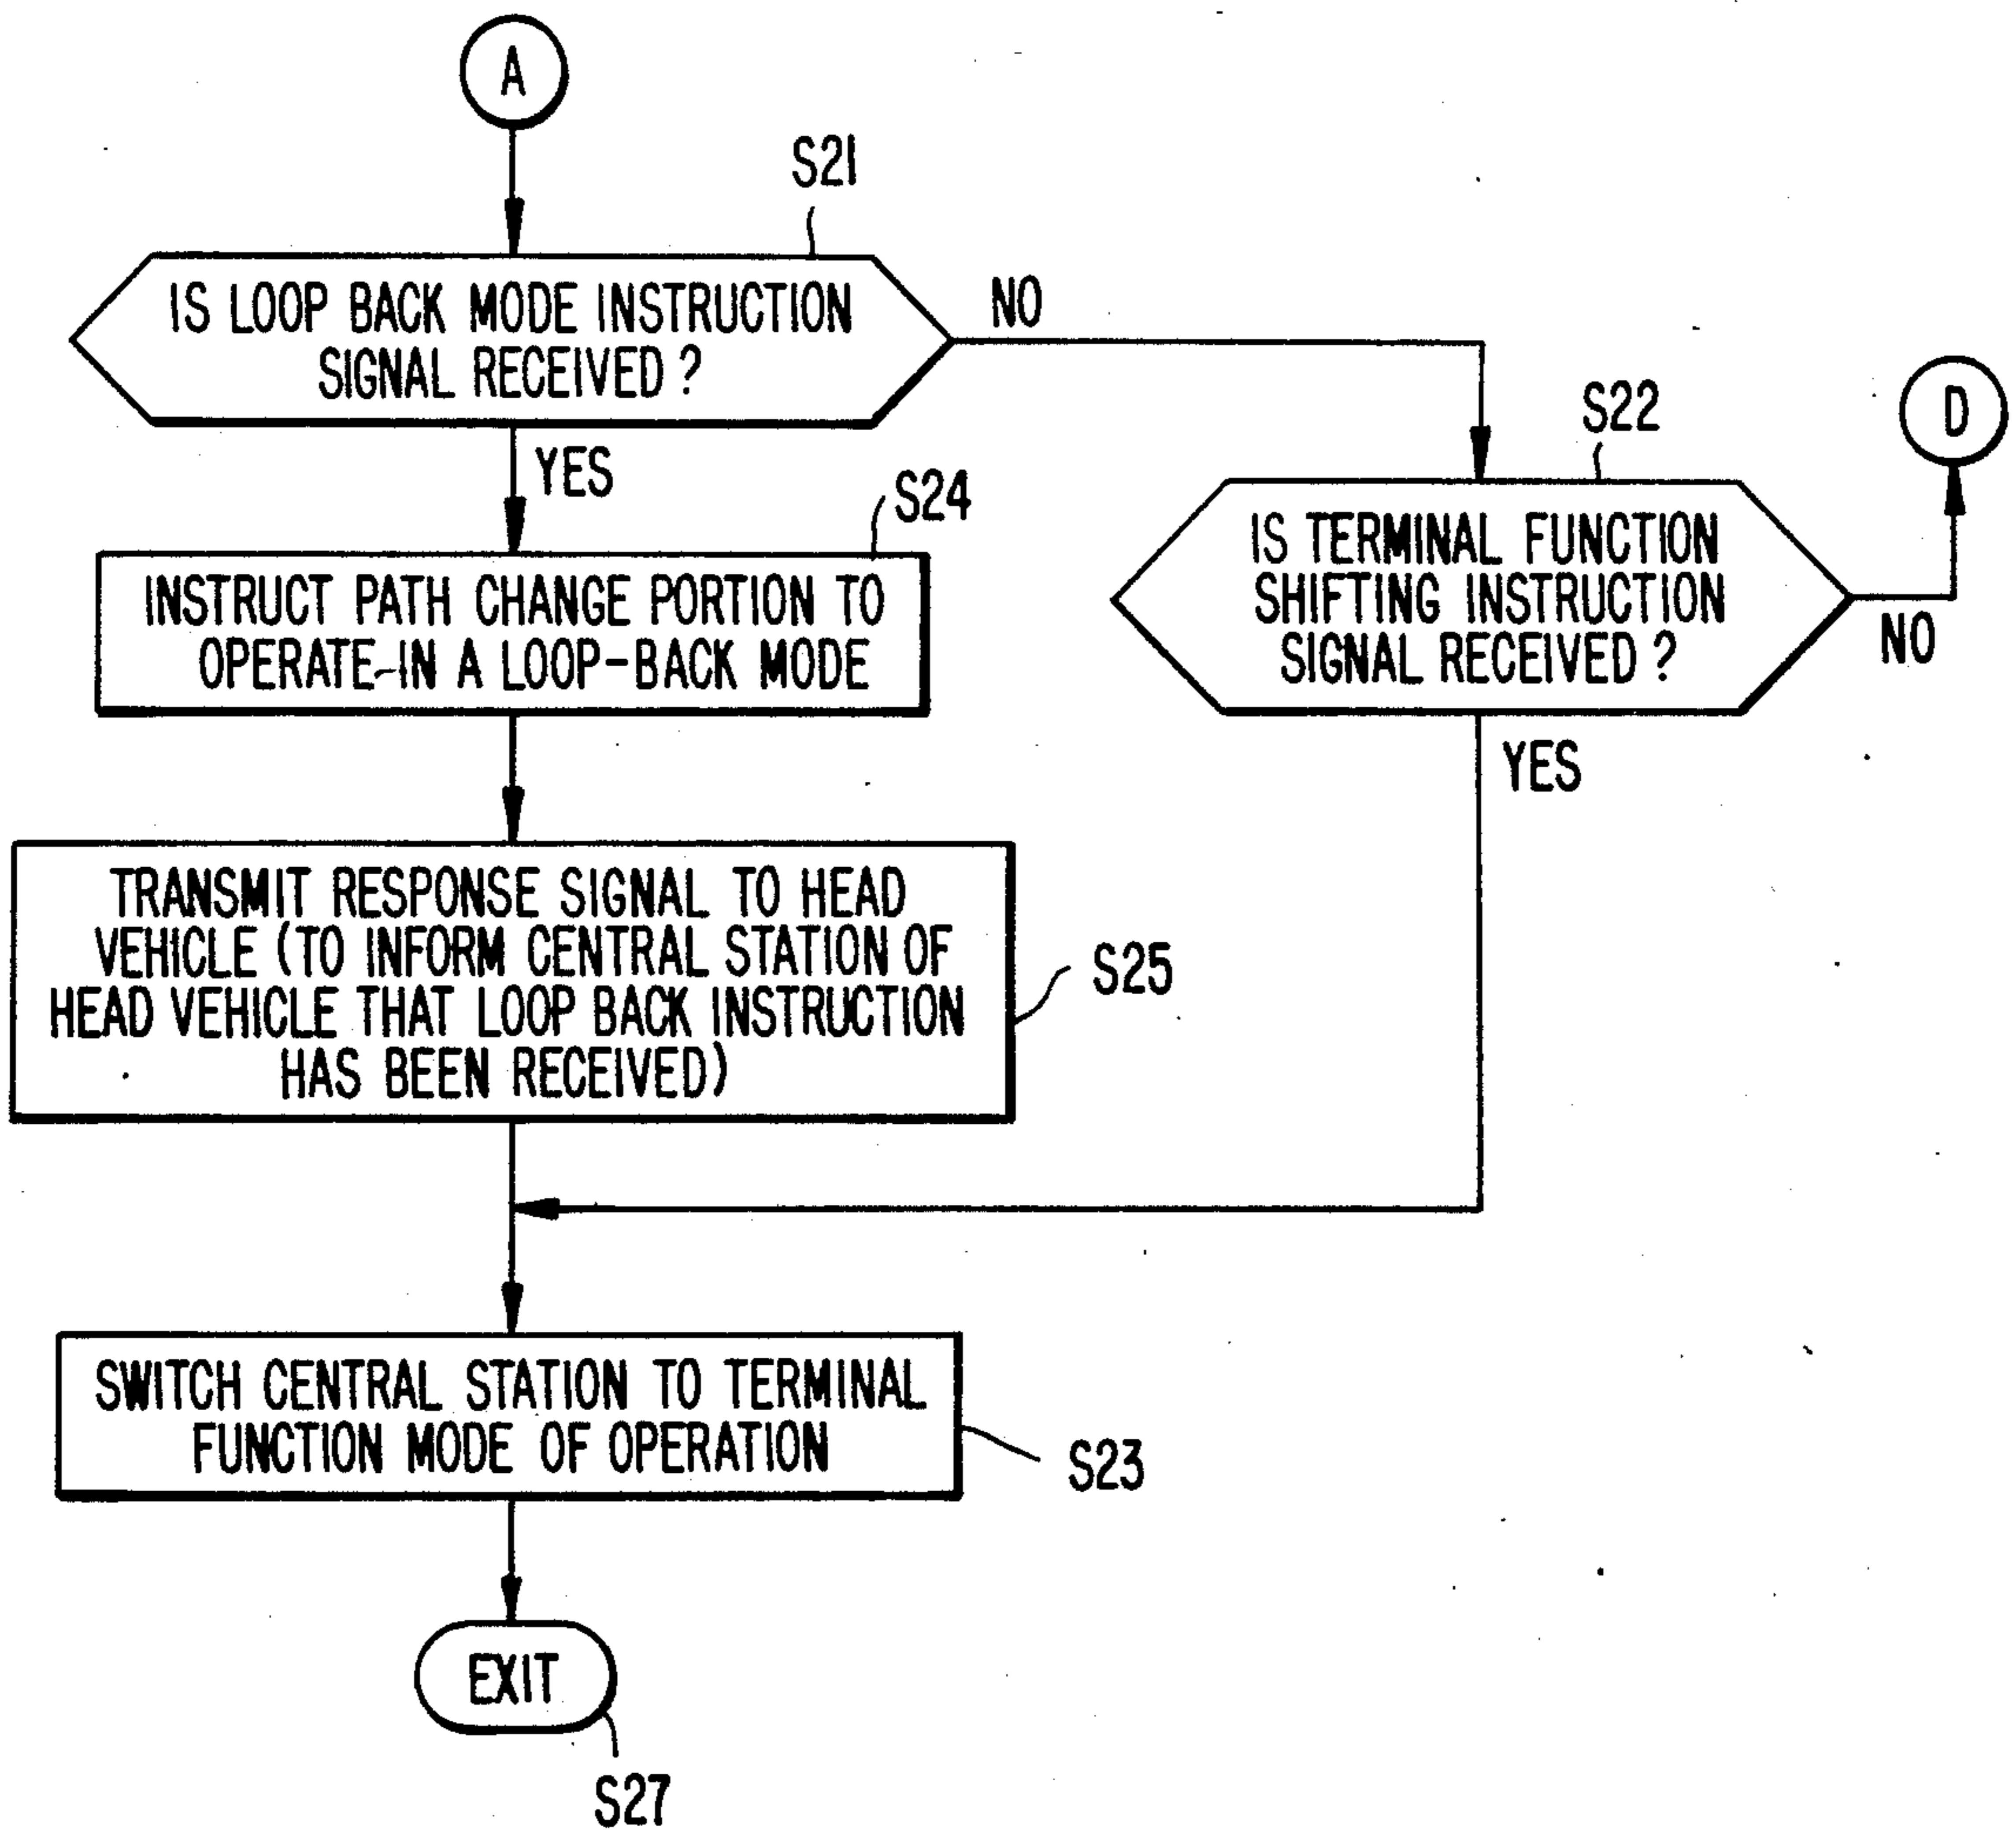 A
S21
IS LOOP BACK MODE INSTRUCTION
SIGNAL RECEIVED ?
NO
YES
S22
D
IS TERMINAL FUNCTION
SHIFTING INSTRUCTION
SIGNAL RECEIVED ?
NO
YES
S24
INSTRUCT PATH CHANGE PORTION TO
OPERATE-IN A LOOP-BACK MODE
TRANSMIT RESPONSE SIGNAL TO HEAD
VEHICLE (TO INFORM CENTRAL STATION OF
HEAD VEHICLE THAT LOOP BACK INSTRUCTION
HAS BEEN RECEIVED)
S25
SWITCH CENTRAL STATION TO TERMINAL
FUNCTION MODE OF OPERATION
S23
EXIT
S27